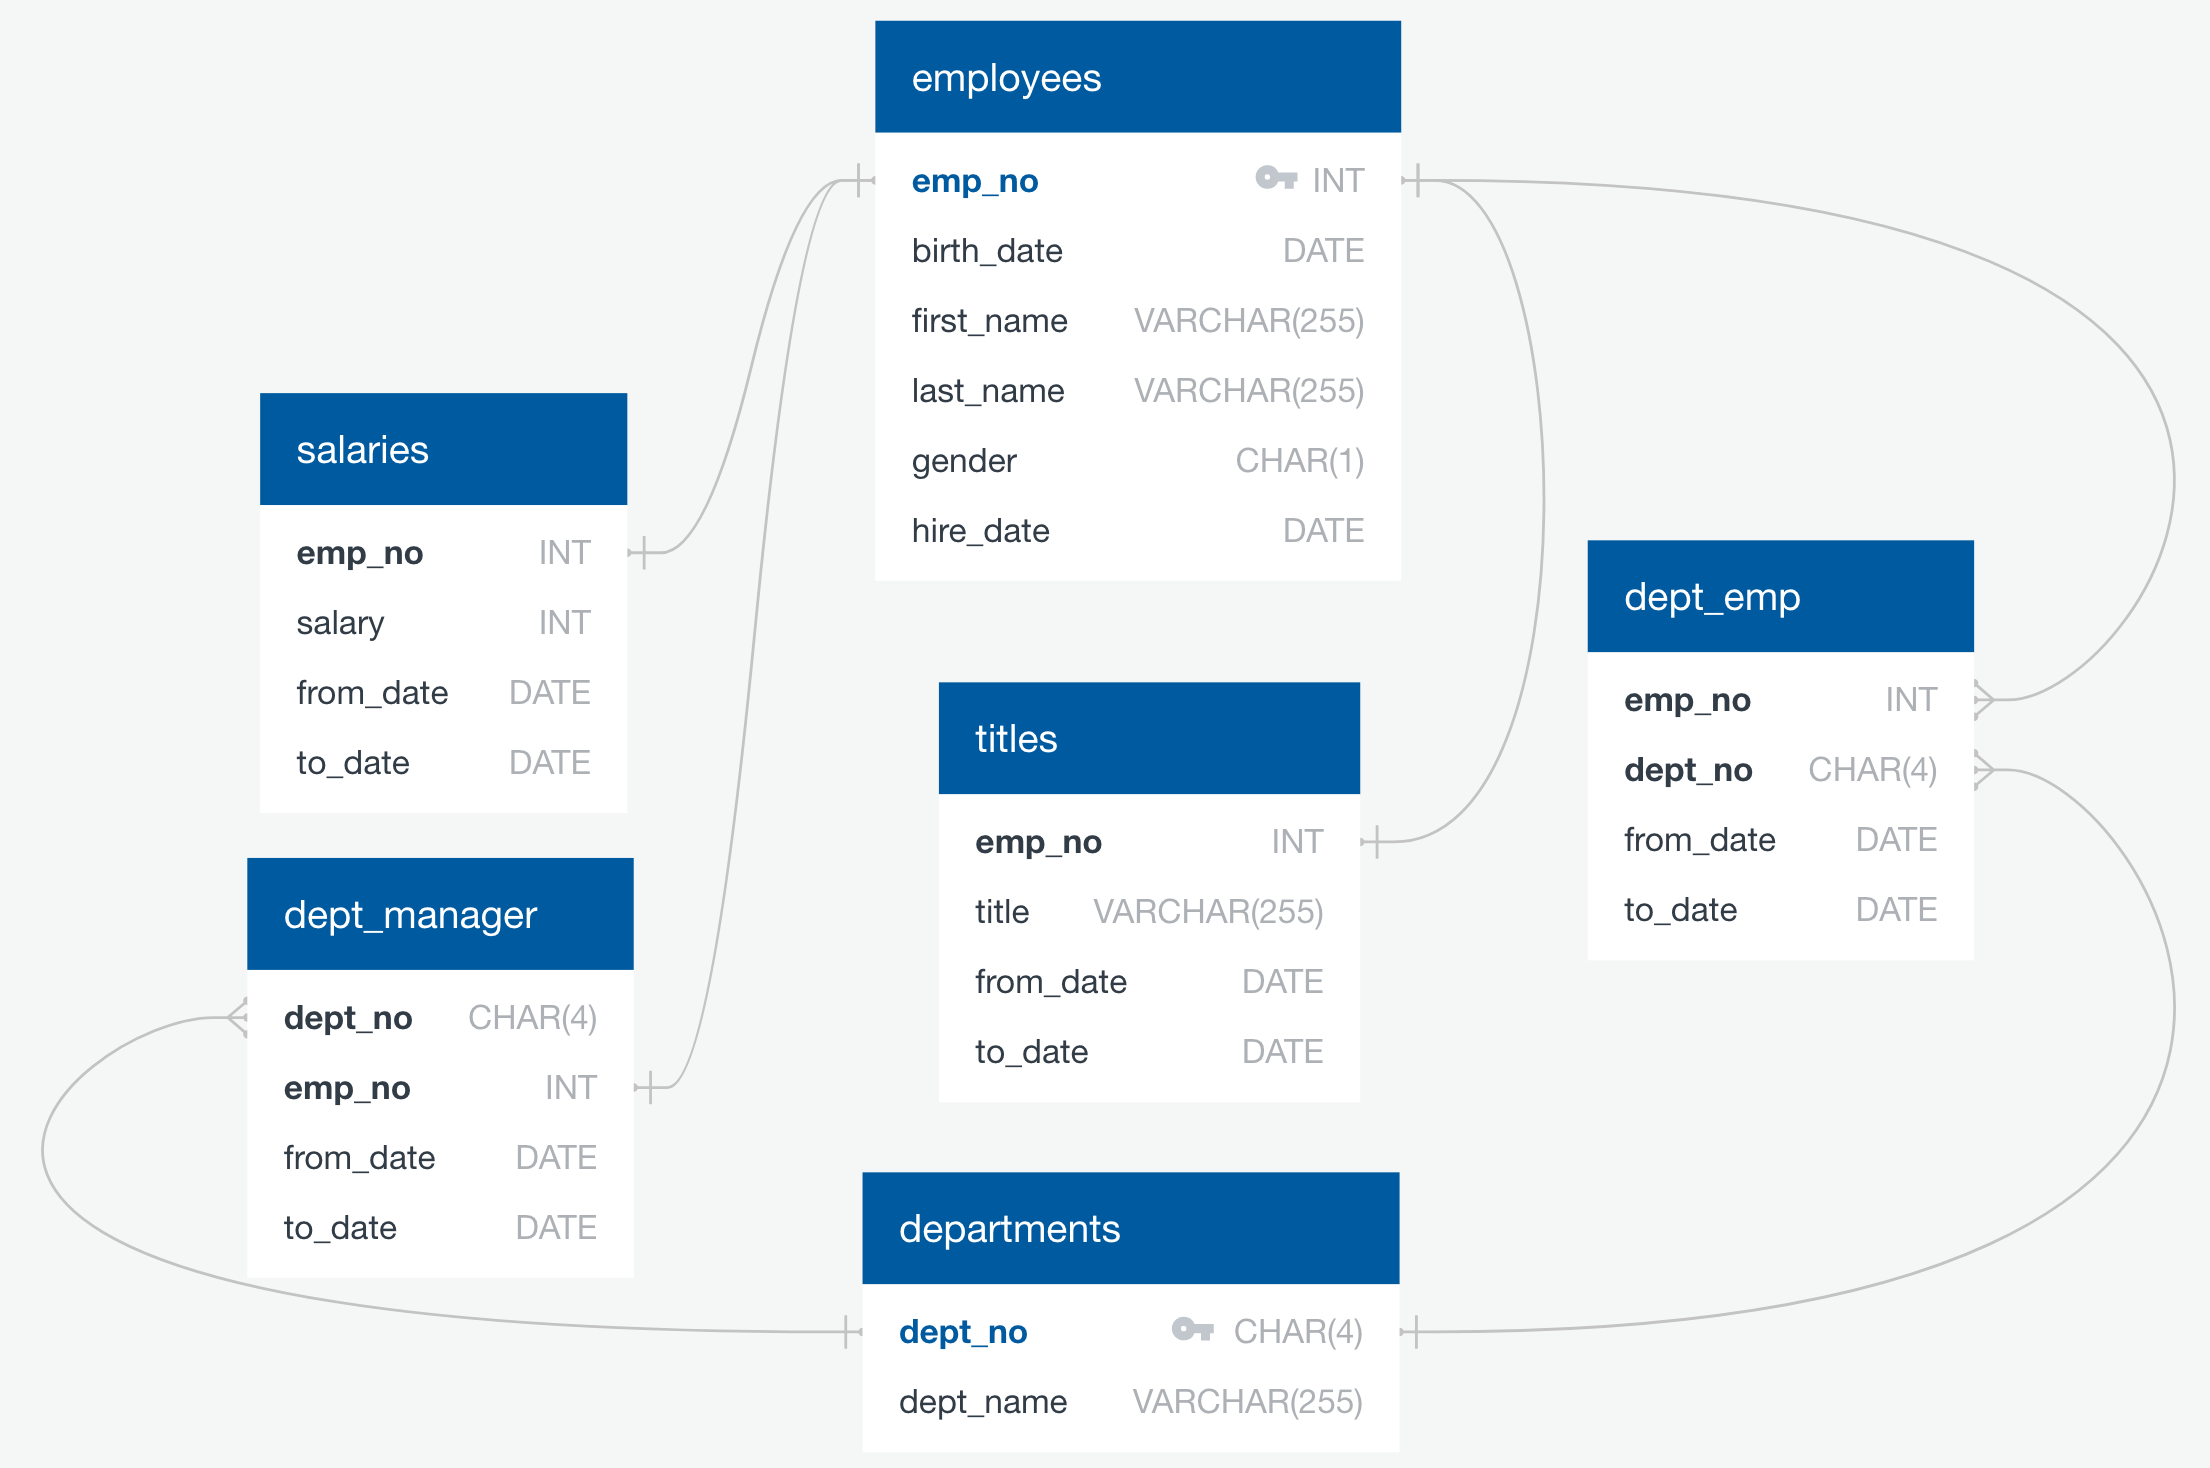 employees
emp_no INT
birth_date DATE
first_name VARCHAR(255)
last_name VARCHAR(255)
gender CHAR(1)
hire_date DATE
salaries
emp_no INT
salary INT
from_date DATE
to_date DATE
dept_emp
emp_no INT
dept_no CHAR(4)
from_date DATE
to_date DATE
titles
emp_no INT
title VARCHAR(255)
from_date DATE
to_date DATE
dept_manager
dept_no CHAR(4)
emp_no INT
from_date DATE
to_date DATE
departments
dept_no CHAR(4)
dept_name VARCHAR(255)